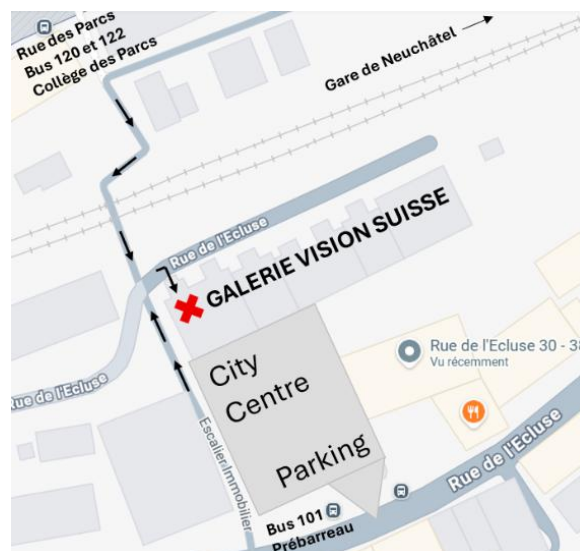 Rue des Parcs
Bus 120 et 122
Collège des Parcs
Gare de Neuchâtel
Rue de l'Ecluse
GALERIE VISION SUISSE
Rue de l'Ecluse 30 - 38
Vu récemment
City
Centre
Parking
Rue de l'Ecluse
Escalier Immobilier
Rue de l'Ecluse
Bus 101
Prébarreau